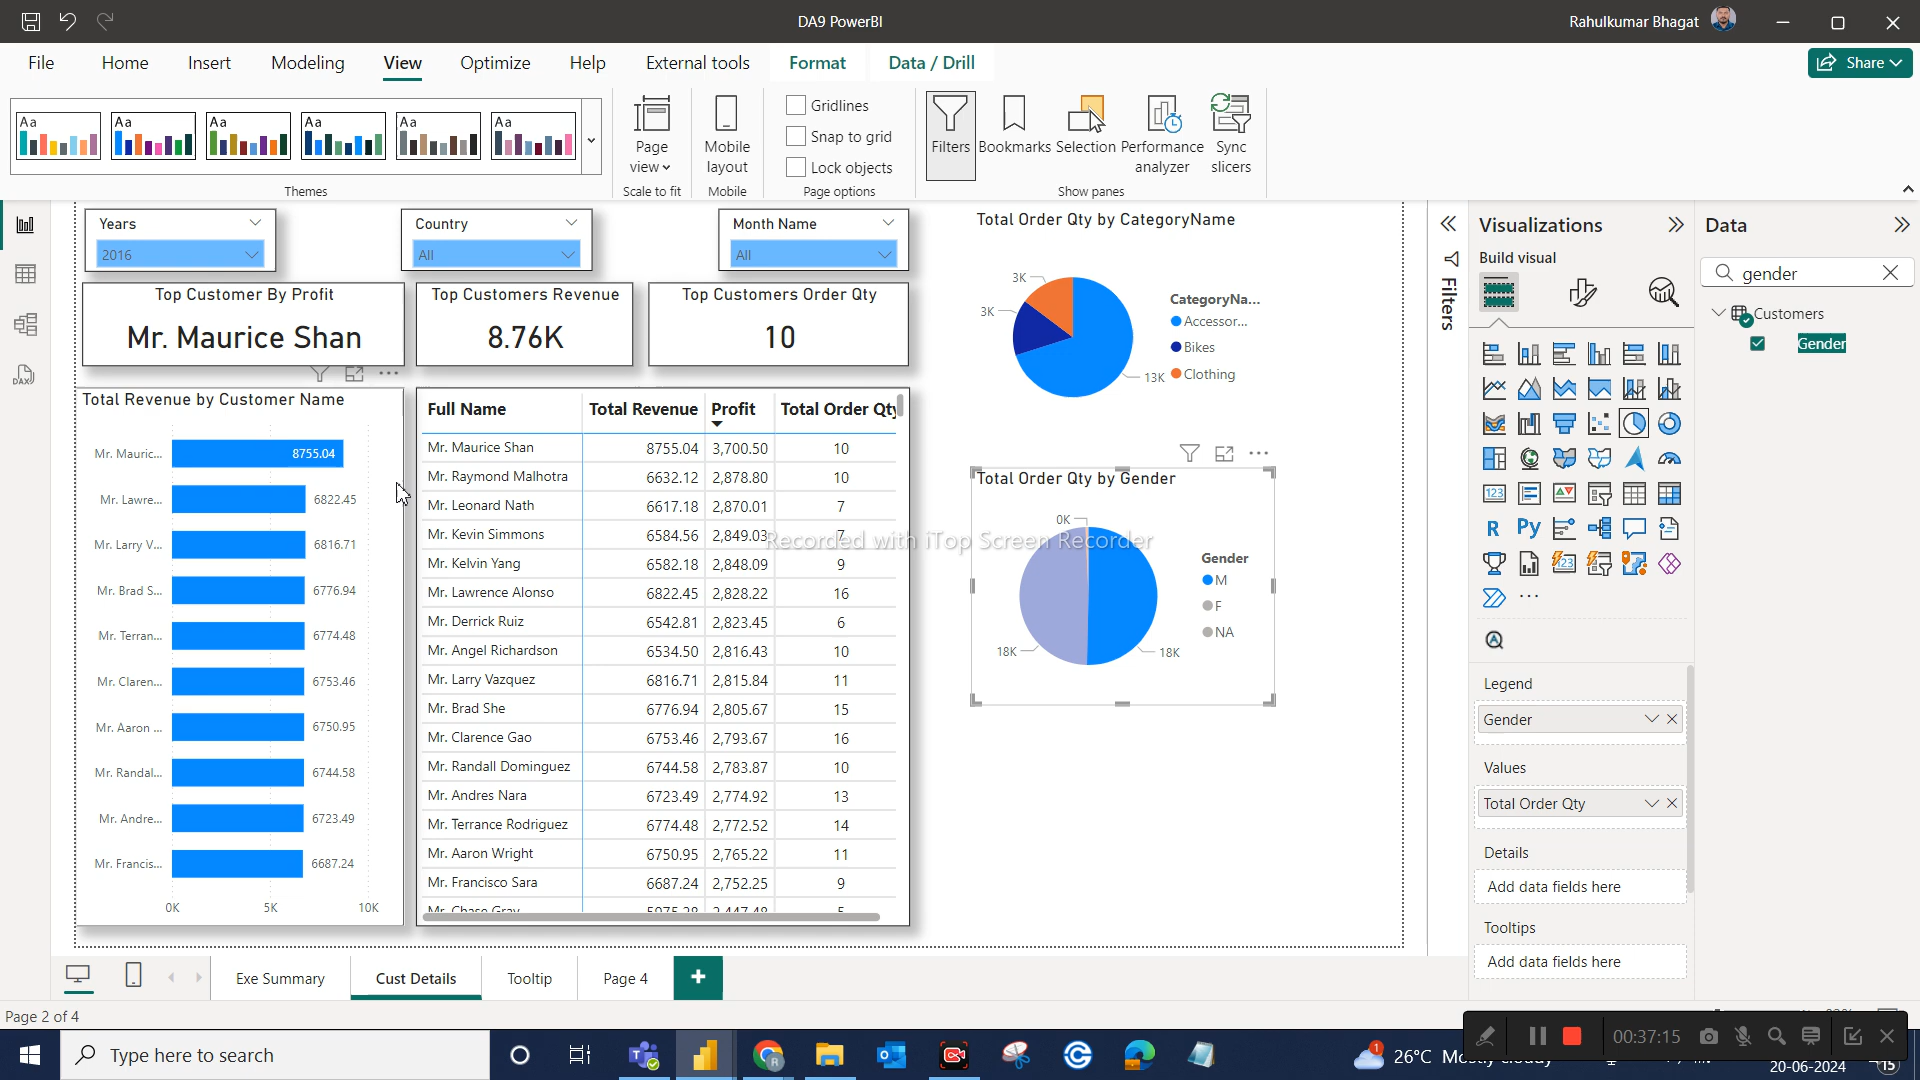 DA9 PowerBI
Rahulkumar Bhagat
File Home Insert Modeling View Optimize Help External tools Format Data / Drill
Share
Aa Aa Aa Aa Aa Aa
Themes
Page view
Scale to fit
Mobile layout
Mobile
Gridlines
Snap to grid
Lock objects
Page options
Filters
Bookmarks
Selection
Performance analyzer
Sync slicers
Show panes
Years
2016
Country
All
Month Name
All
Top Customer By Profit
Mr. Maurice Shan
Top Customers Revenue
8.76K
Top Customers Order Qty
10
Total Revenue by Customer Name
Mr. Mauric... 8755.04
Mr. Lawre... 6822.45
Mr. Larry V... 6816.71
Mr. Brad S... 6776.94
Mr. Terran... 6774.48
Mr. Claren... 6753.46
Mr. Aaron ... 6750.95
Mr. Randal... 6744.58
Mr. Andre... 6723.49
Mr. Francis... 6687.24
0K 5K 10K
Full Name Total Revenue Profit Total Order Qty
Mr. Maurice Shan 8755.04 3,700.50 10
Mr. Raymond Malhotra 6632.12 2,878.80 10
Mr. Leonard Nath 6617.18 2,870.01 7
Mr. Kevin Simmons 6584.56 2,849.03 7
Mr. Kelvin Yang 6582.18 2,848.09 9
Mr. Lawrence Alonso 6822.45 2,828.22 16
Mr. Derrick Ruiz 6542.81 2,823.45 6
Mr. Angel Richardson 6534.50 2,816.43 10
Mr. Larry Vazquez 6816.71 2,815.84 11
Mr. Brad She 6776.94 2,805.67 15
Mr. Clarence Gao 6753.46 2,793.67 16
Mr. Randall Dominguez 6744.58 2,783.87 10
Mr. Andres Nara 6723.49 2,774.92 13
Mr. Terrance Rodriguez 6774.48 2,772.52 14
Mr. Aaron Wright 6750.95 2,765.22 11
Mr. Francisco Sara 6687.24 2,752.25 9
Mr. Chase Gray
Total Order Qty by CategoryName
3K
3K
13K
CategoryNa...
Accessor...
Bikes
Clothing
Total Order Qty by Gender
0K
18K
18K
Gender
M
F
NA
Recorded with iTop Screen Recorder
Filters
Visualizations
Build visual
R Py
123
Legend
Gender
Values
Total Order Qty
Details
Add data fields here
Tooltips
Add data fields here
Data
gender
Customers
Gender
DAX
Exe Summary Cust Details Tooltip Page 4
Page 2 of 4
00:37:15
Type here to search
26°C
20-06-2024
15